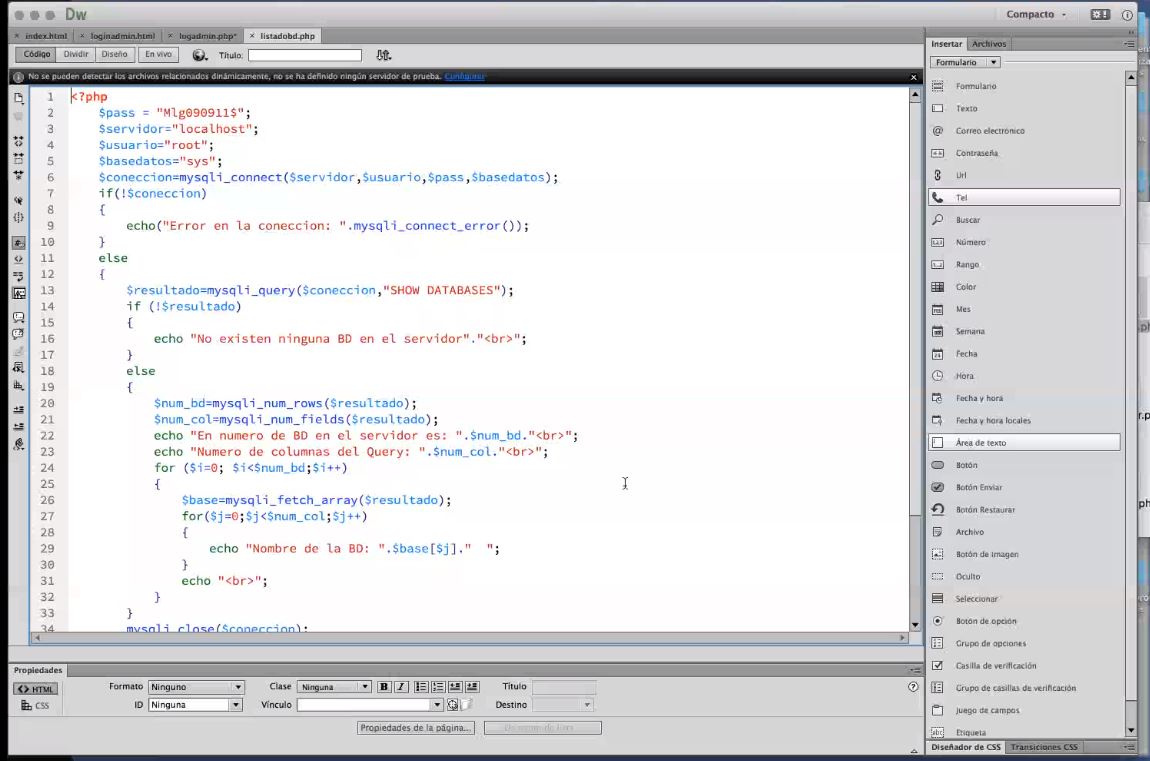 Dw
Compacto
index.html
loginadmin.html
logadmin.php*
listadobd.php
Código Dividir Diseño En vivo Título:
No se pueden detectar los archivos relacionados dinámicamente, no se ha definido ningún servidor de prueba. Configurar
1 <?php
2 $pass = "Mlg090911$";
3 $servidor="localhost";
4 $usuario="root";
5 $basedatos="sys";
6 $coneccion=mysqli_connect($servidor,$usuario,$pass,$basedatos);
7 if(!$coneccion)
8 {
9 echo("Error en la coneccion: ".mysqli_connect_error());
10 }
11 else
12 {
13 $resultado=mysqli_query($coneccion,"SHOW DATABASES");
14 if (!$resultado)
15 {
16 echo "No existen ninguna BD en el servidor"."<br>";
17 }
18 else
19 {
20 $num_bd=mysqli_num_rows($resultado);
21 $num_col=mysqli_num_fields($resultado);
22 echo "En numero de BD en el servidor es: ".$num_bd."<br>";
23 echo "Numero de columnas del Query: ".$num_col."<br>";
24 for ($i=0; $i<$num_bd;$i++)
25 {
26 $base=mysqli_fetch_array($resultado);
27 for($j=0;$j<$num_col;$j++)
28 {
29 echo "Nombre de la BD: ".$base[$j]."  ";
30 }
31 echo "<br>";
32 }
33 }
34 mysqli_close($coneccion);
Propiedades
<> HTML
CSS
Formato Ninguno Clase Ninguna B I Título
ID Ninguna Vínculo Destino
Propiedades de la página...
Insertar Archivos
Formulario
Formulario
Texto
Correo electrónico
Contraseña
Url
Tel
Buscar
Número
Rango
Color
Mes
Semana
Fecha
Hora
Fecha y hora
Fecha y hora locales
Área de texto
Botón
Botón Enviar
Botón Restaurar
Archivo
Botón de imagen
Oculto
Seleccionar
Botón de opción
Grupo de opciones
Casilla de verificación
Grupo de casillas de verificación
Juego de campos
Etiqueta
Diseñador de CSS Transiciones CSS